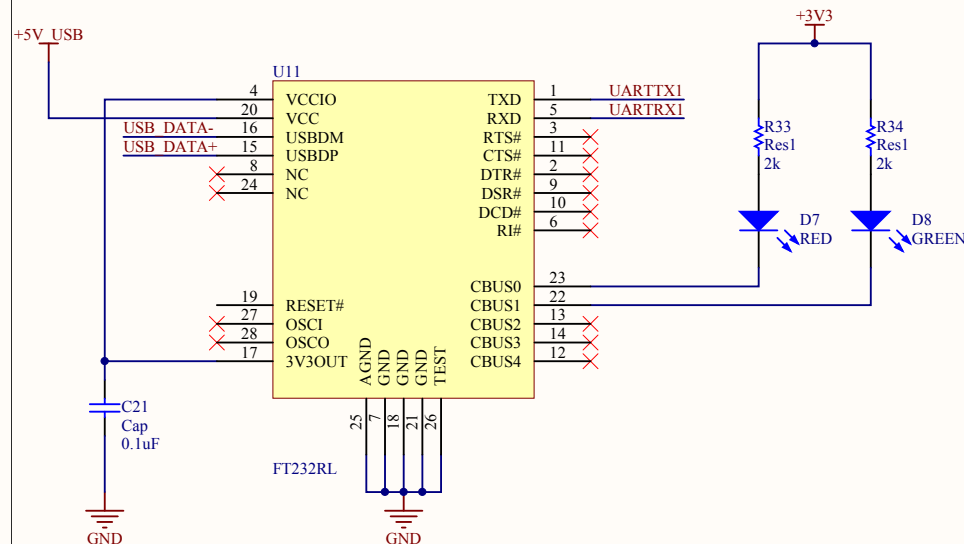 +5V_USB
+3V3
U11
4 VCCIO TXD 1 UARTTX1
20 VCC RXD 5 UARTRX1
USB_DATA- 16 USBDM RTS# 3
USB_DATA+ 15 USBDP CTS# 11
8 NC DTR# 2
24 NC DSR# 9
DCD# 10
RI# 6
R33
Res1
2k
R34
Res1
2k
D7
RED
D8
GREEN
CBUS0 23
19 RESET# CBUS1 22
27 OSCI CBUS2 13
28 OSCO CBUS3 14
17 3V3OUT CBUS4 12
AGND GND GND GND TEST
25 7 18 21 26
C21
Cap
0.1uF
FT232RL
GND
GND